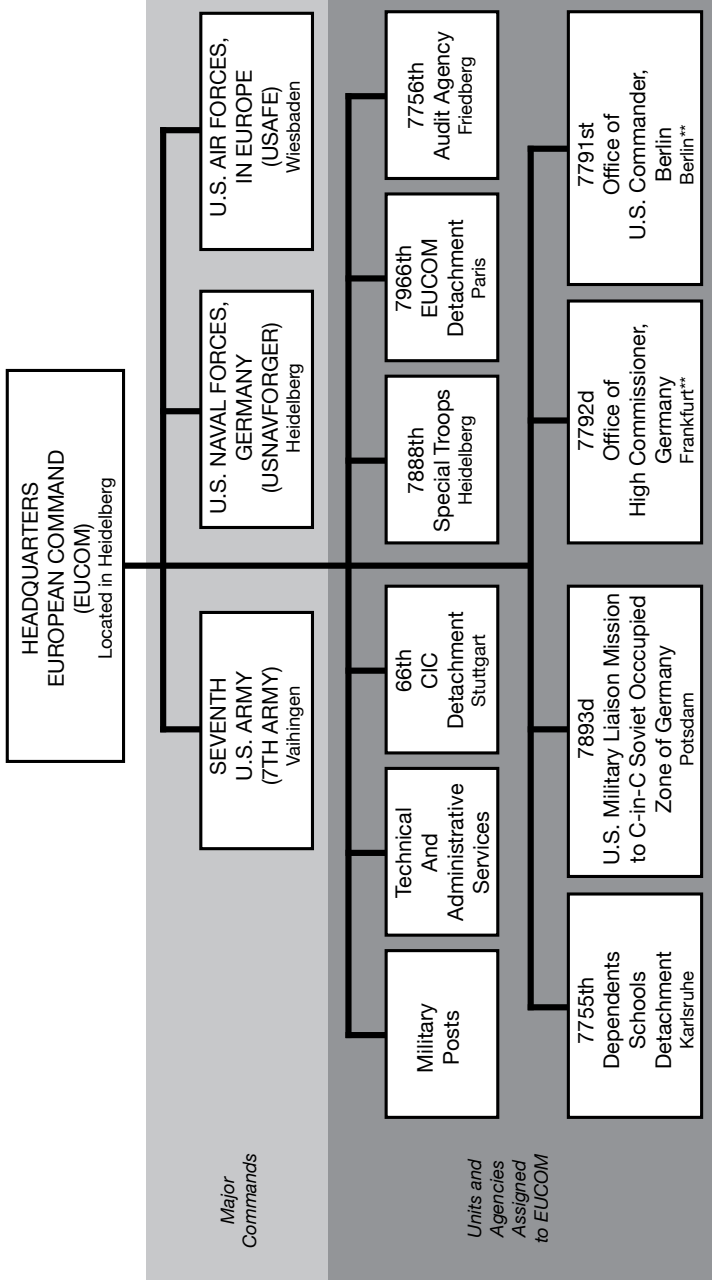 HEADQUARTERS
EUROPEAN COMMAND
(EUCOM)
Located in Heidelberg
Major
Commands
SEVENTH
U.S. ARMY
(7TH ARMY)
Vaihingen
U.S. NAVAL FORCES,
GERMANY
(USNAVFORGER)
Heidelberg
U.S. AIR FORCES,
IN EUROPE
(USAFE)
Wiesbaden
Units and
Agencies
Assigned
to EUCOM
Military
Posts
Technical
And
Administrative
Services
66th
CIC
Detachment
Stuttgart
7888th
Special Troops
Heidelberg
7966th
EUCOM
Detachment
Paris
7756th
Audit Agency
Friedberg
7755th
Dependents
Schools
Detachment
Karlsruhe
7893d
U.S. Military Liaison Mission
to C-in-C Soviet Occcupied
Zone of Germany
Potsdam
7792d
Office of
High Commissioner,
Germany
Frankfurt**
7791st
Office of
U.S. Commander,
Berlin
Berlin**